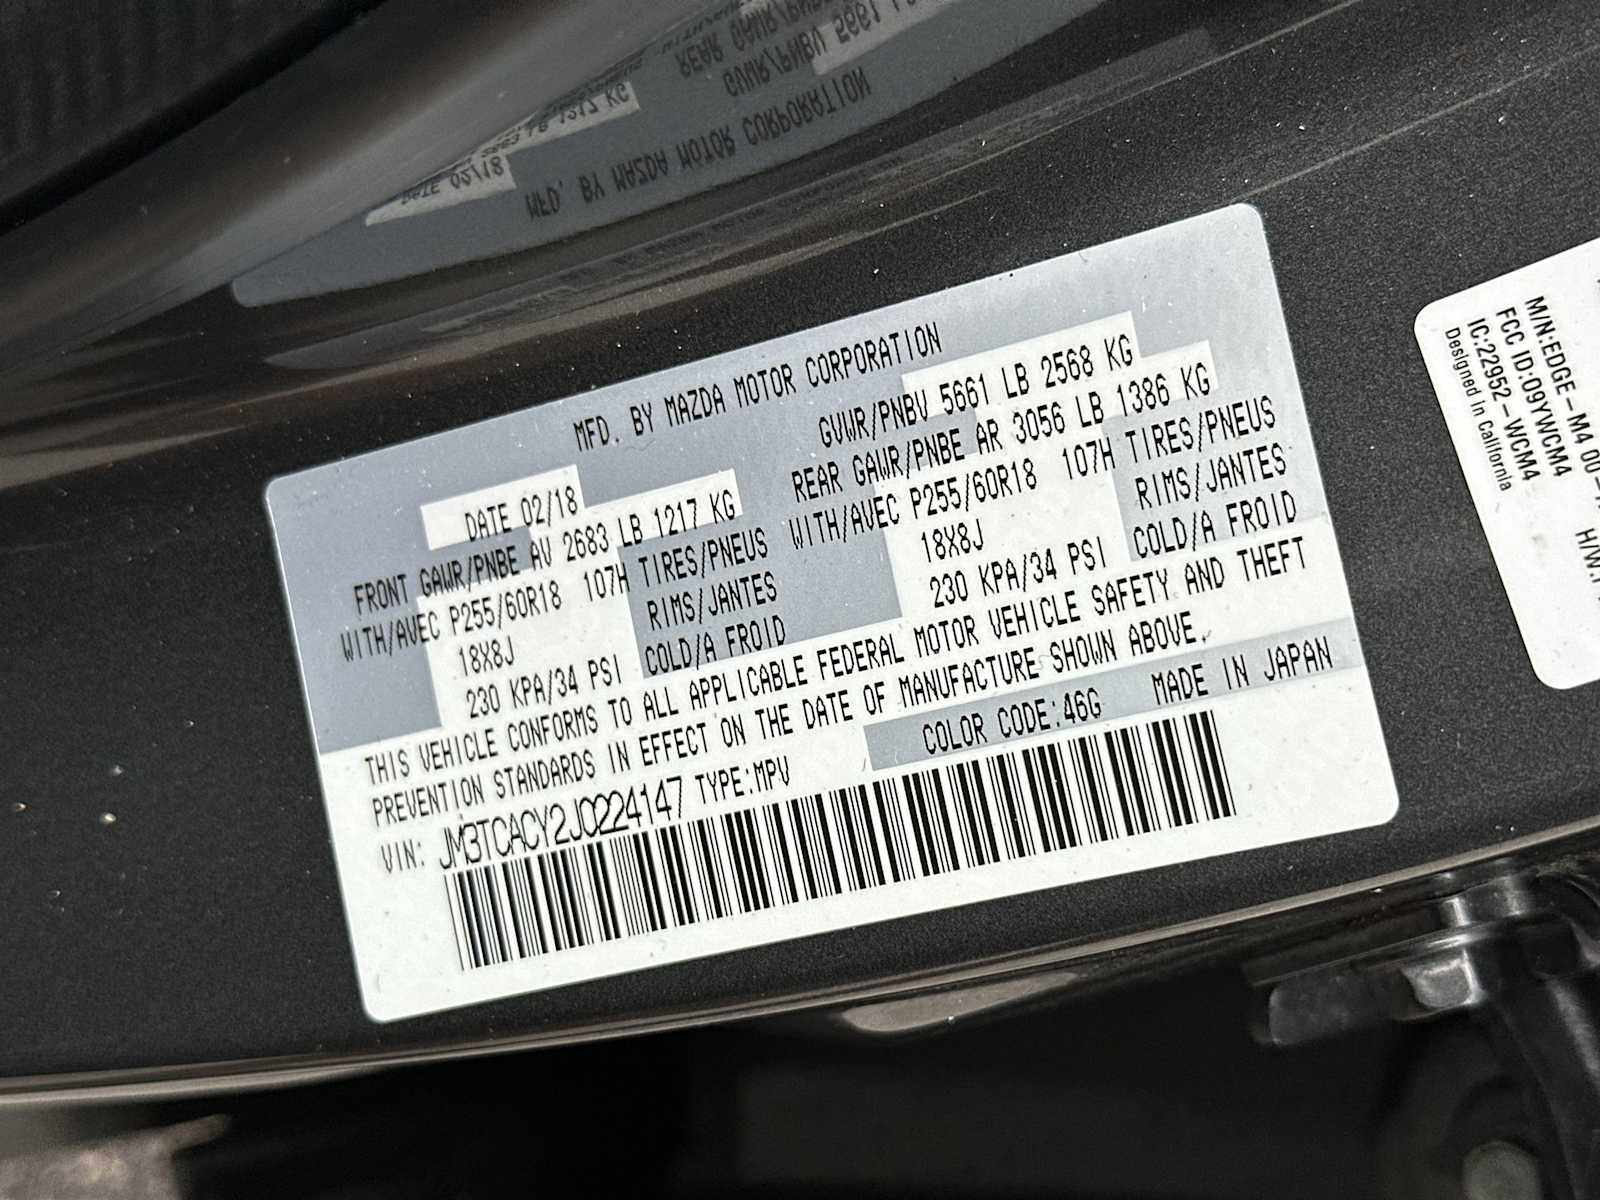 MFD. BY MAZDA MOTOR CORPORATION
DATE 02/18
GVWR/PNBV 5661 LB 2568 KG
FRONT GAWR/PNBE AV 2683 LB 1217 KG
REAR GAWR/PNBE AR 3056 LB 1386 KG
WITH/AVEC P255/60R18 107H TIRES/PNEUS
WITH/AVEC P255/60R18 107H TIRES/PNEUS
18X8J RIMS/JANTES
18X8J RIMS/JANTES
230 KPA/34 PSI COLD/A FROID
230 KPA/34 PSI COLD/A FROID
THIS VEHICLE CONFORMS TO ALL APPLICABLE FEDERAL MOTOR VEHICLE SAFETY AND THEFT
PREVENTION STANDARDS IN EFFECT ON THE DATE OF MANUFACTURE SHOWN ABOVE.
COLOR CODE:46G MADE IN JAPAN
VIN: JM3TCACY2J0224147 TYPE:MPV
M/N:EDGE-M4 00
FCC ID:O9YWCM4
IC:22952-WCM4
Designed in California
H/W: